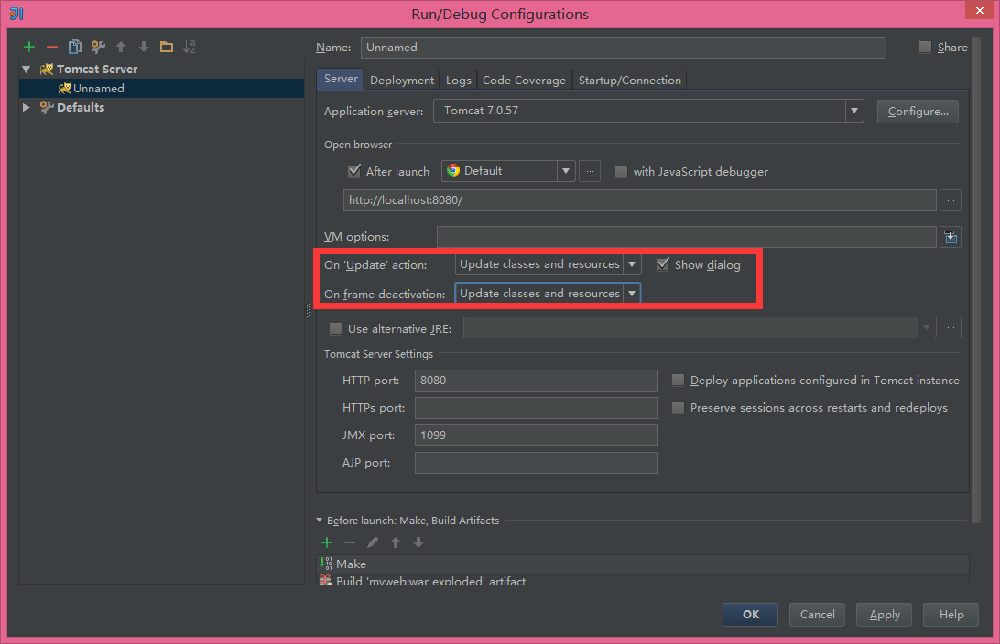 Run/Debug Configurations
Tomcat Server
Unnamed
Defaults
Name: Unnamed Share
Server Deployment Logs Code Coverage Startup/Connection
Application server: Tomcat 7.0.57 Configure...
Open browser
After launch Default ... with JavaScript debugger
http://localhost:8080/ ...
VM options:
On 'Update' action: Update classes and resources Show dialog
On frame deactivation: Update classes and resources
Use alternative JRE: ...
Tomcat Server Settings
HTTP port: 8080 Deploy applications configured in Tomcat instance
HTTPs port: Preserve sessions across restarts and redeploys
JMX port: 1099
AJP port:
Before launch: Make, Build Artifacts
Make
Build 'myweb:war exploded' artifact
OK Cancel Apply Help